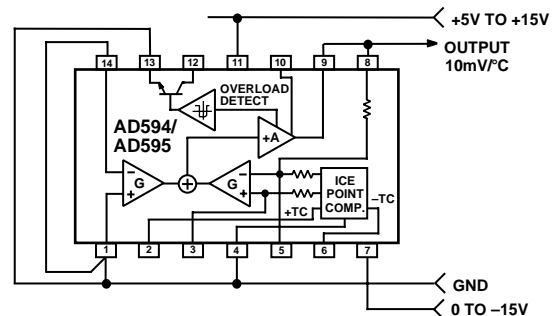 +5V TO +15V
OUTPUT
10mV/°C
14 13 12 11 10 9 8
OVERLOAD
DETECT
AD594/
AD595
+A
–
G
+
–
G
+
ICE
POINT
COMP.
–TC
+TC
1 2 3 4 5 6 7
GND
0 TO –15V